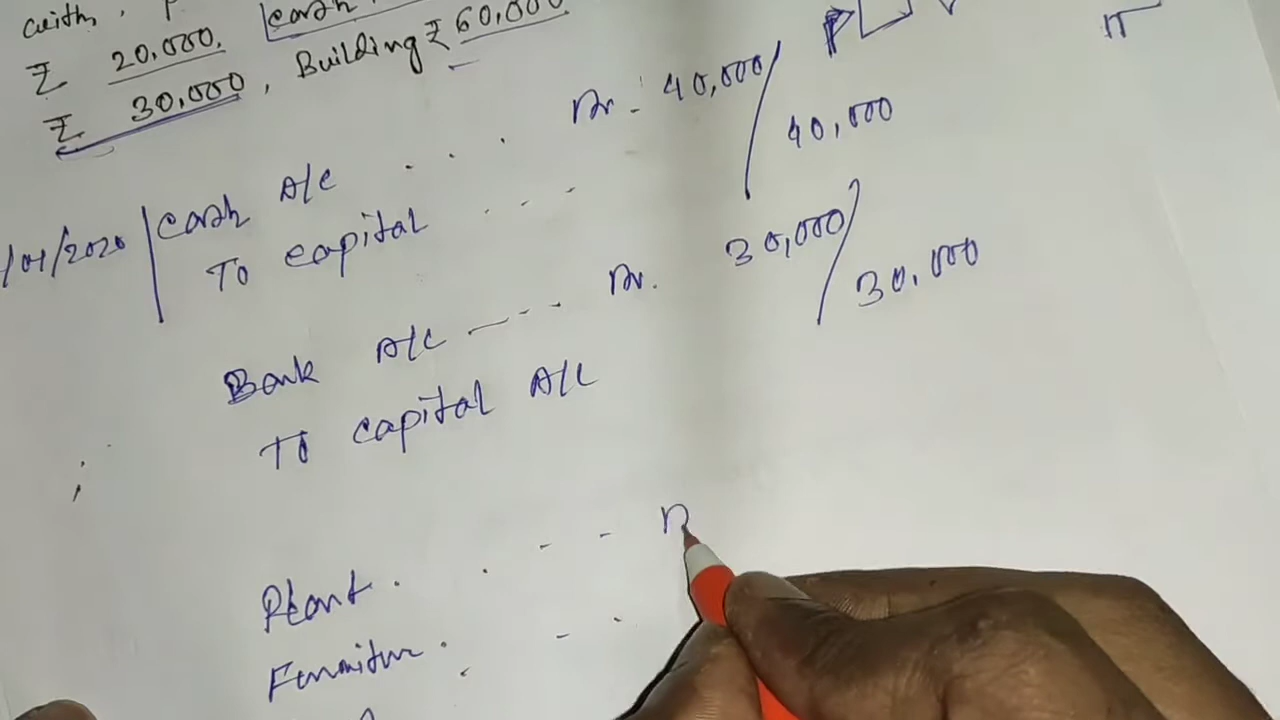 with,
₹ 20,000. cash
₹ 30,000, Building ₹ 60,000
/01/2020 Cash A/C . . . Dr. 40,000
To capital . . . 40,000
Bank A/C ---- Dr. 30,000
To capital A/C 30,000
Plant. . - - D
Furnitur. . - .